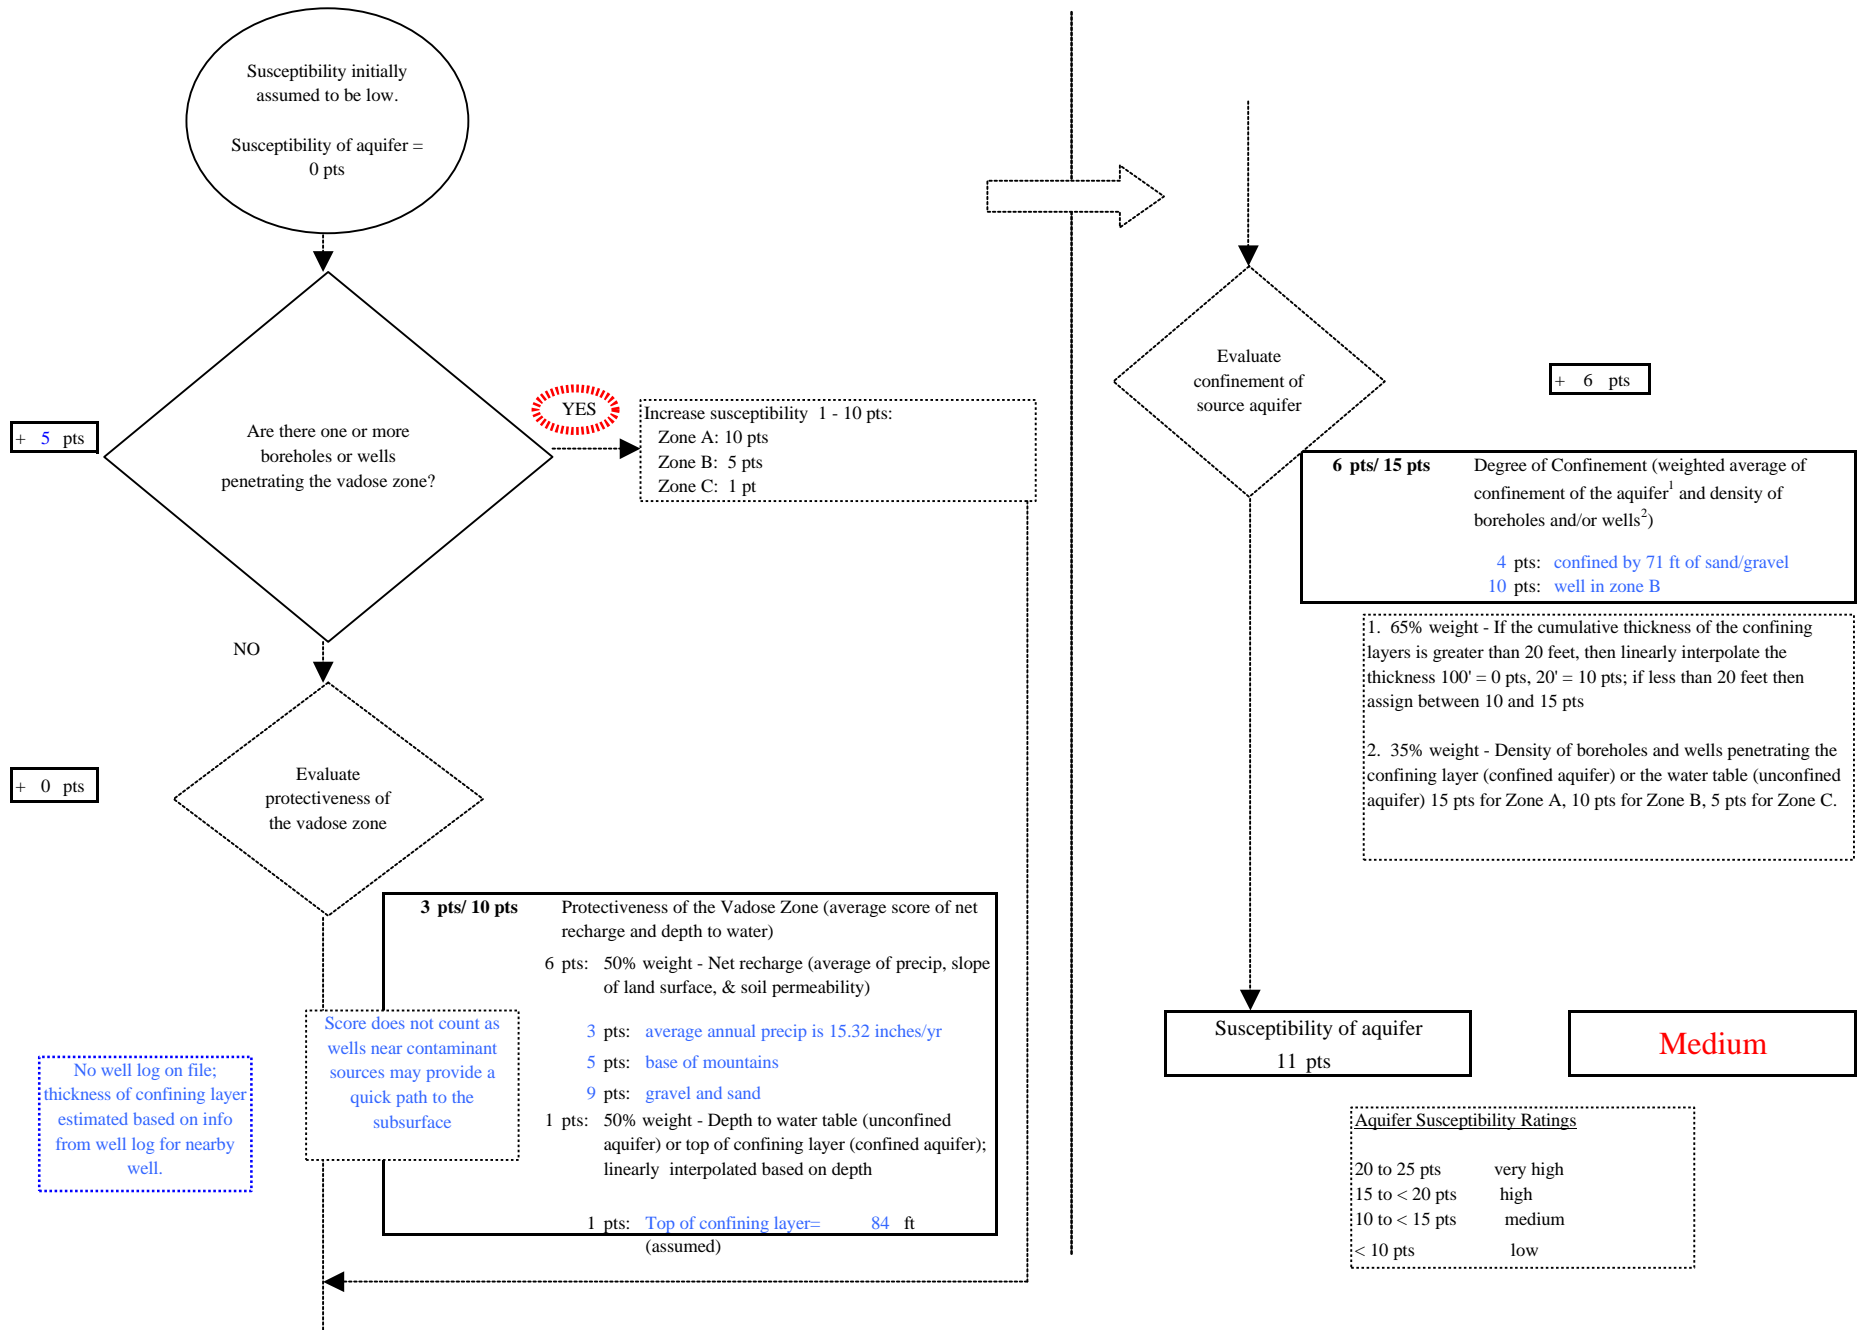 Susceptibility initially
assumed to be low.
Susceptibility of aquifer =
0 pts
Are there one or more
boreholes or wells
penetrating the vadose zone?
+ 5 pts
YES
Increase susceptibility 1 - 10 pts:
Zone A: 10 pts
Zone B: 5 pts
Zone C: 1 pt
NO
Evaluate
protectiveness of
the vadose zone
+ 0 pts
3 pts/ 10 pts Protectiveness of the Vadose Zone (average score of net
recharge and depth to water)
6 pts: 50% weight - Net recharge (average of precip, slope
of land surface, & soil permeability)
3 pts: average annual precip is 15.32 inches/yr
5 pts: base of mountains
9 pts: gravel and sand
1 pts: 50% weight - Depth to water table (unconfined
aquifer) or top of confining layer (confined aquifer);
linearly interpolated based on depth
1 pts: Top of confining layer= 84 ft
(assumed)
Score does not count as
wells near contaminant
sources may provide a
quick path to the
subsurface
No well log on file;
thickness of confining layer
estimated based on info
from well log for nearby
well.
Evaluate
confinement of
source aquifer
+ 6 pts
6 pts/ 15 pts Degree of Confinement (weighted average of
confinement of the aquifer1 and density of
boreholes and/or wells2)
4 pts: confined by 71 ft of sand/gravel
10 pts: well in zone B
1. 65% weight - If the cumulative thickness of the confining
layers is greater than 20 feet, then linearly interpolate the
thickness 100' = 0 pts, 20' = 10 pts; if less than 20 feet then
assign between 10 and 15 pts
2. 35% weight - Density of boreholes and wells penetrating the
confining layer (confined aquifer) or the water table (unconfined
aquifer) 15 pts for Zone A, 10 pts for Zone B, 5 pts for Zone C.
Susceptibility of aquifer
11 pts
Medium
Aquifer Susceptibility Ratings
20 to 25 pts very high
15 to < 20 pts high
10 to < 15 pts medium
< 10 pts low